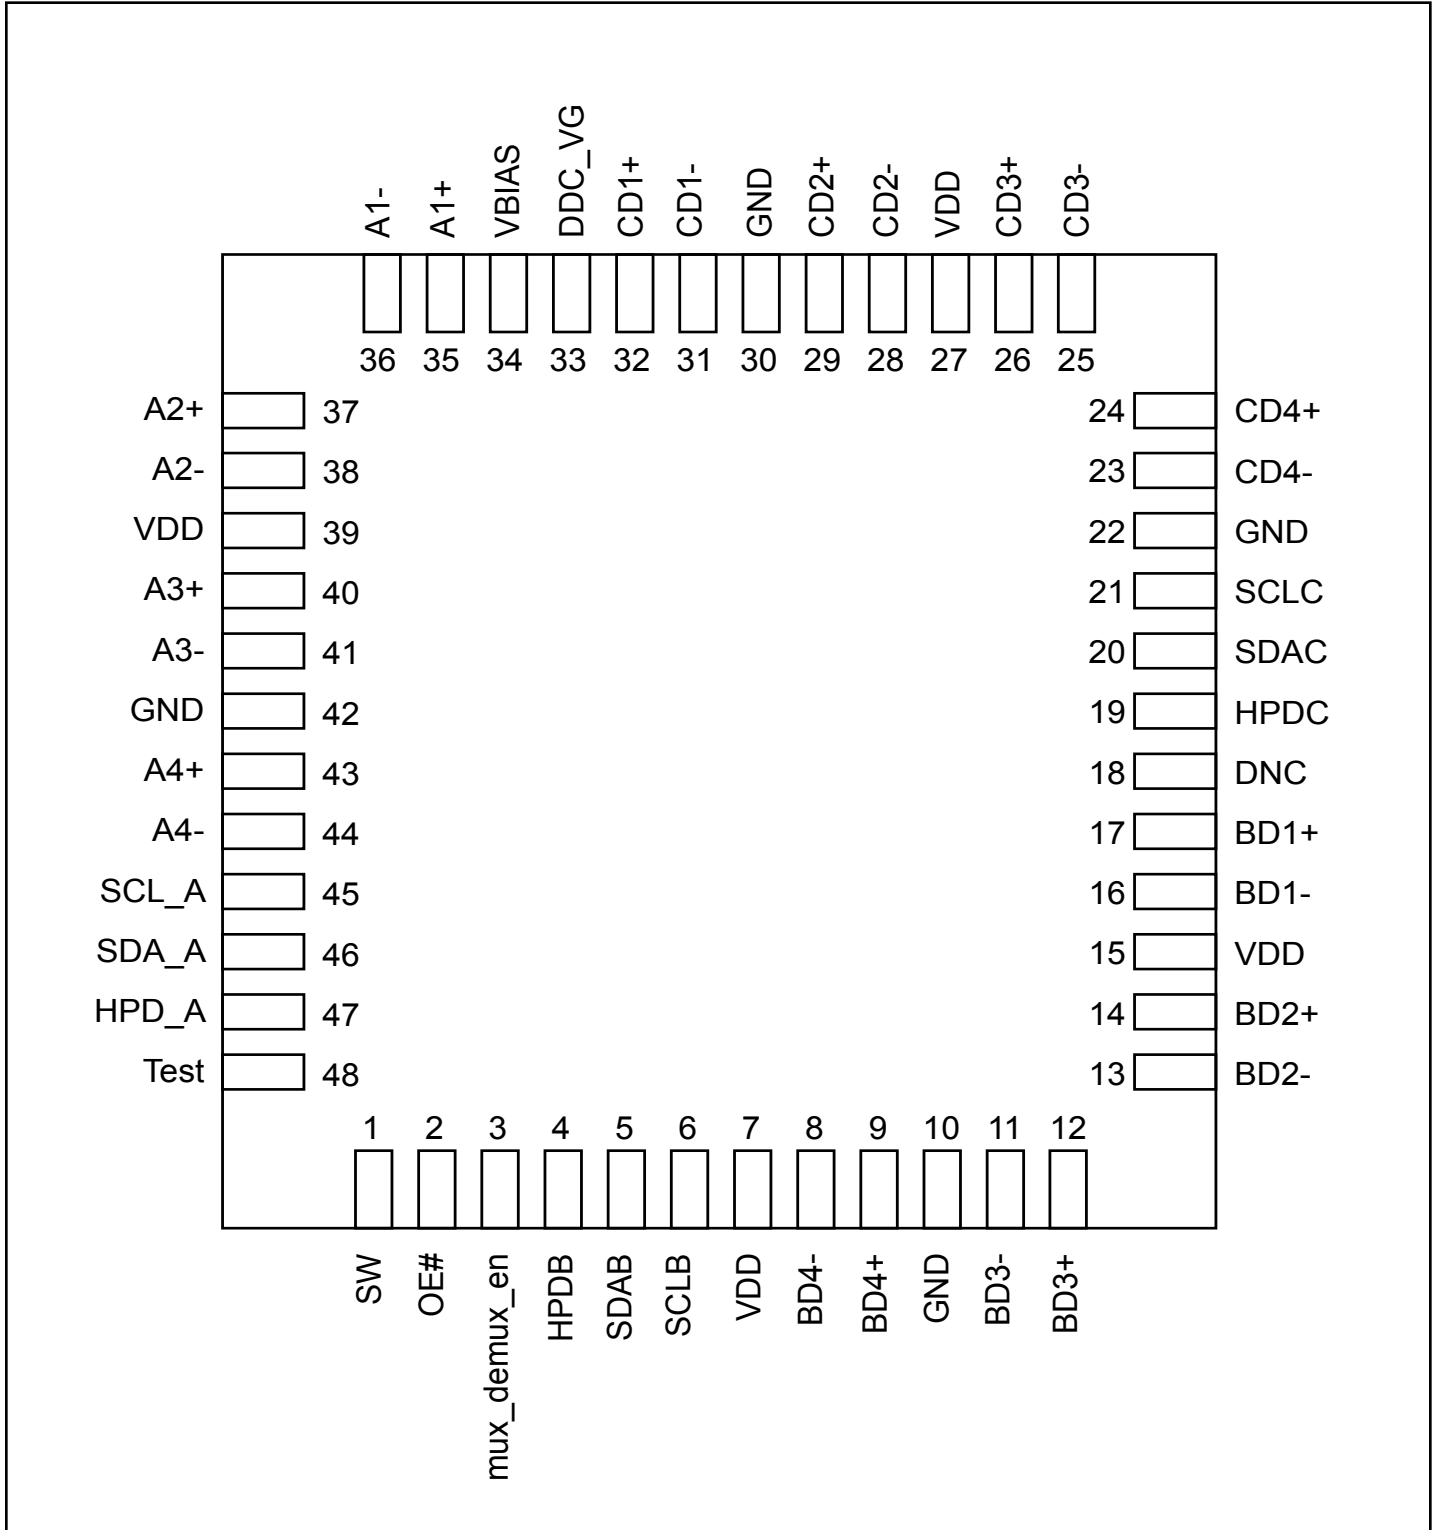 A1-
A1+
VBIAS
DDC_VG
CD1+
CD1-
GND
CD2+
CD2-
VDD
CD3+
CD3-
36 35 34 33 32 31 30 29 28 27 26 25
A2+ 37 24 CD4+
A2- 38 23 CD4-
VDD 39 22 GND
A3+ 40 21 SCLC
A3- 41 20 SDAC
GND 42 19 HPDC
A4+ 43 18 DNC
A4- 44 17 BD1+
SCL_A 45 16 BD1-
SDA_A 46 15 VDD
HPD_A 47 14 BD2+
Test 48 13 BD2-
1 2 3 4 5 6 7 8 9 10 11 12
SW
OE#
mux_demux_en
HPDB
SDAB
SCLB
VDD
BD4-
BD4+
GND
BD3-
BD3+